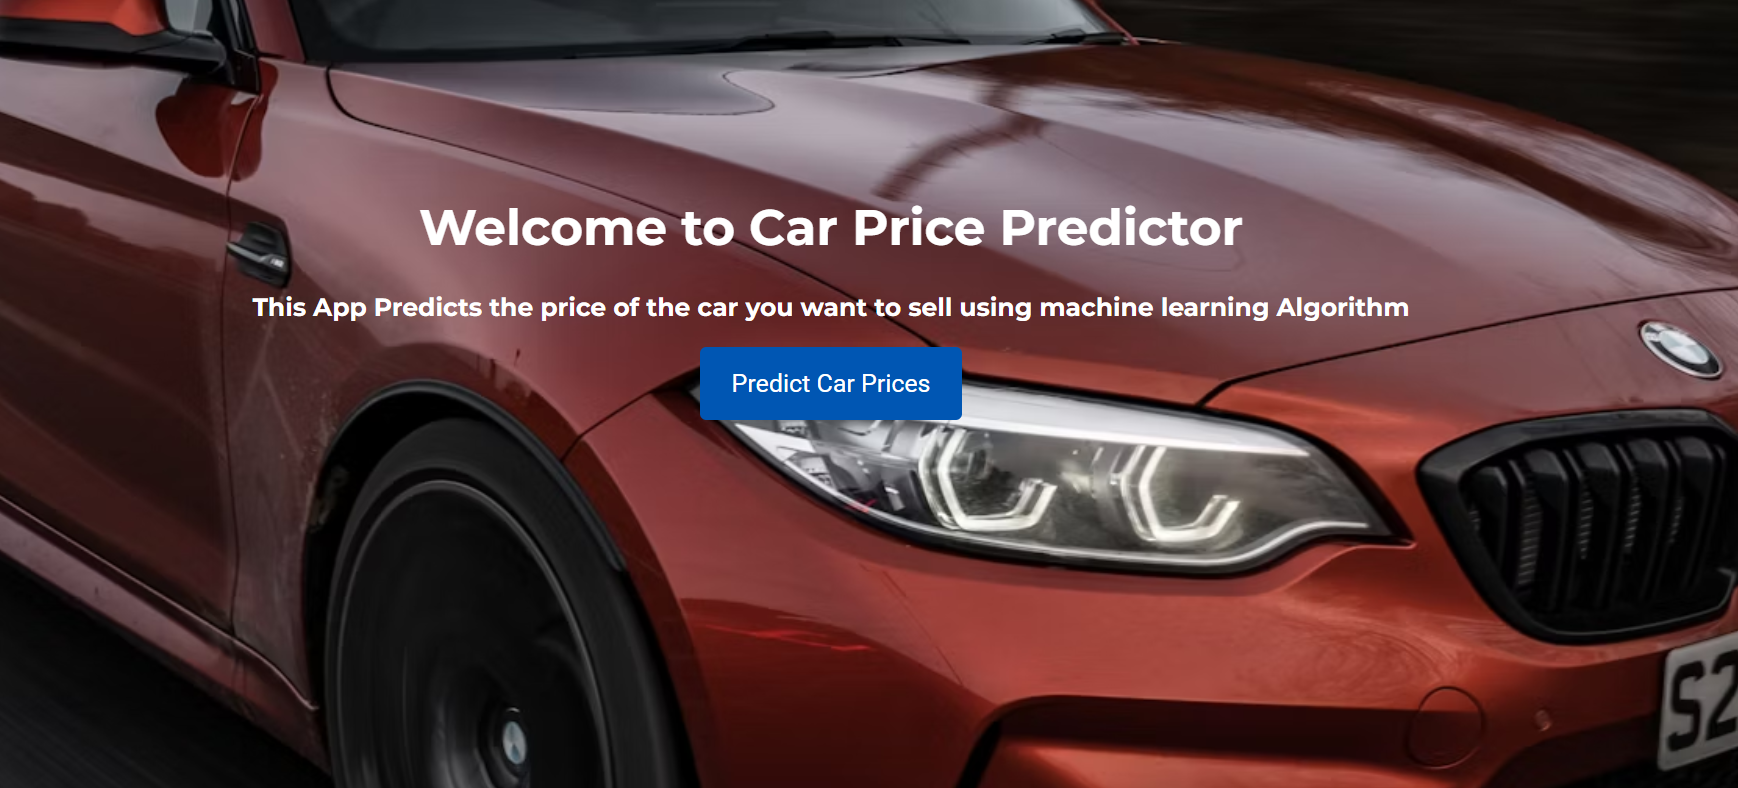 Welcome to Car Price Predictor
This App Predicts the price of the car you want to sell using machine learning Algorithm
Predict Car Prices
S2